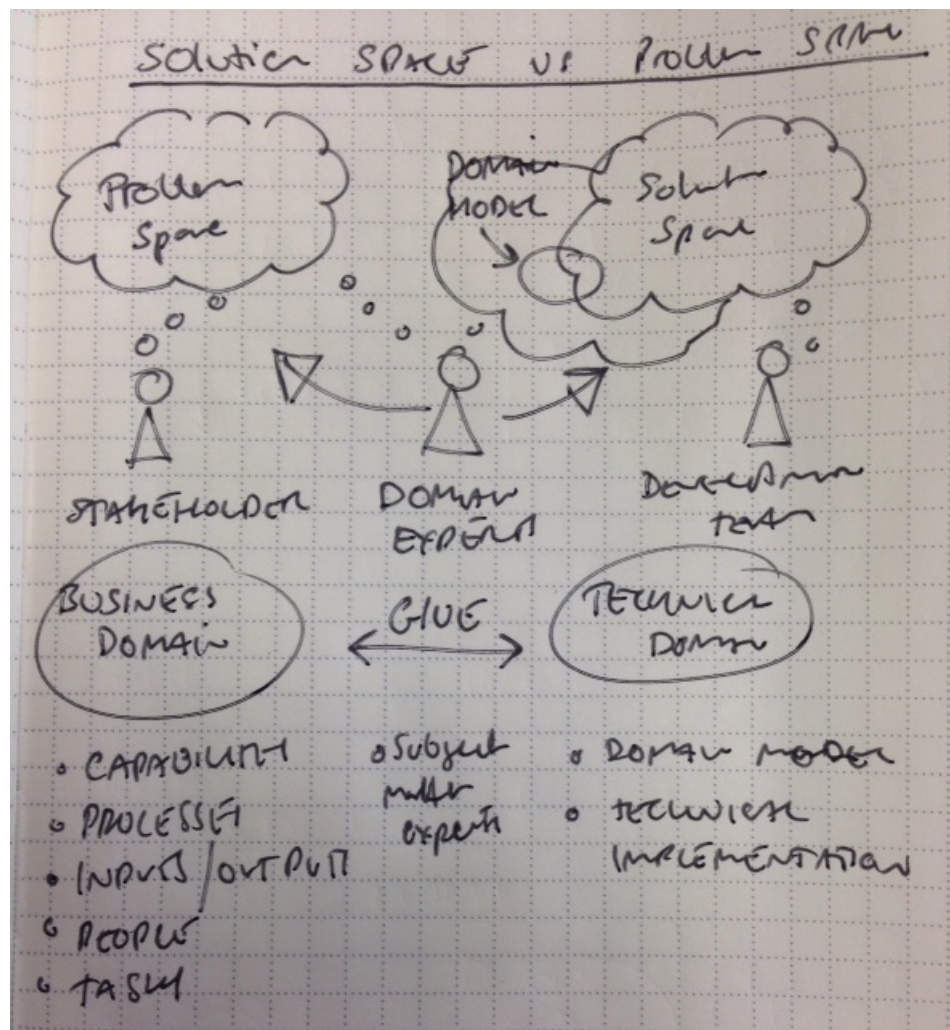 Solution SPACE vs Problem SPACE
Problem
Space
DOMAIN
MODEL
Solution
Space
STAKEHOLDER
DOMAIN
EXPERTS
DEVELOPMENT
TEAM
BUSINESS
DOMAIN
GLUE
TECHNICAL
DOMAIN
• CAPABILITY
• PROCESSES
• INPUTS/OUTPUTS
• PEOPLE
• TASKS
• Subject
matter
experts
• DOMAIN MODEL
• TECHNICAL
IMPLEMENTATION